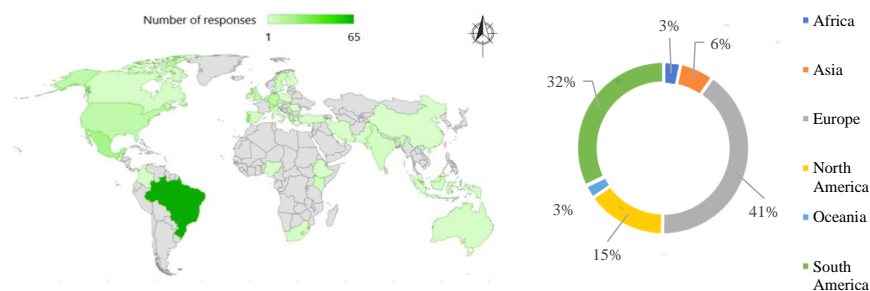 Number of responses
1 65
3%
6%
32%
41%
3%
15%
Africa
Asia
Europe
North
America
Oceania
South
America